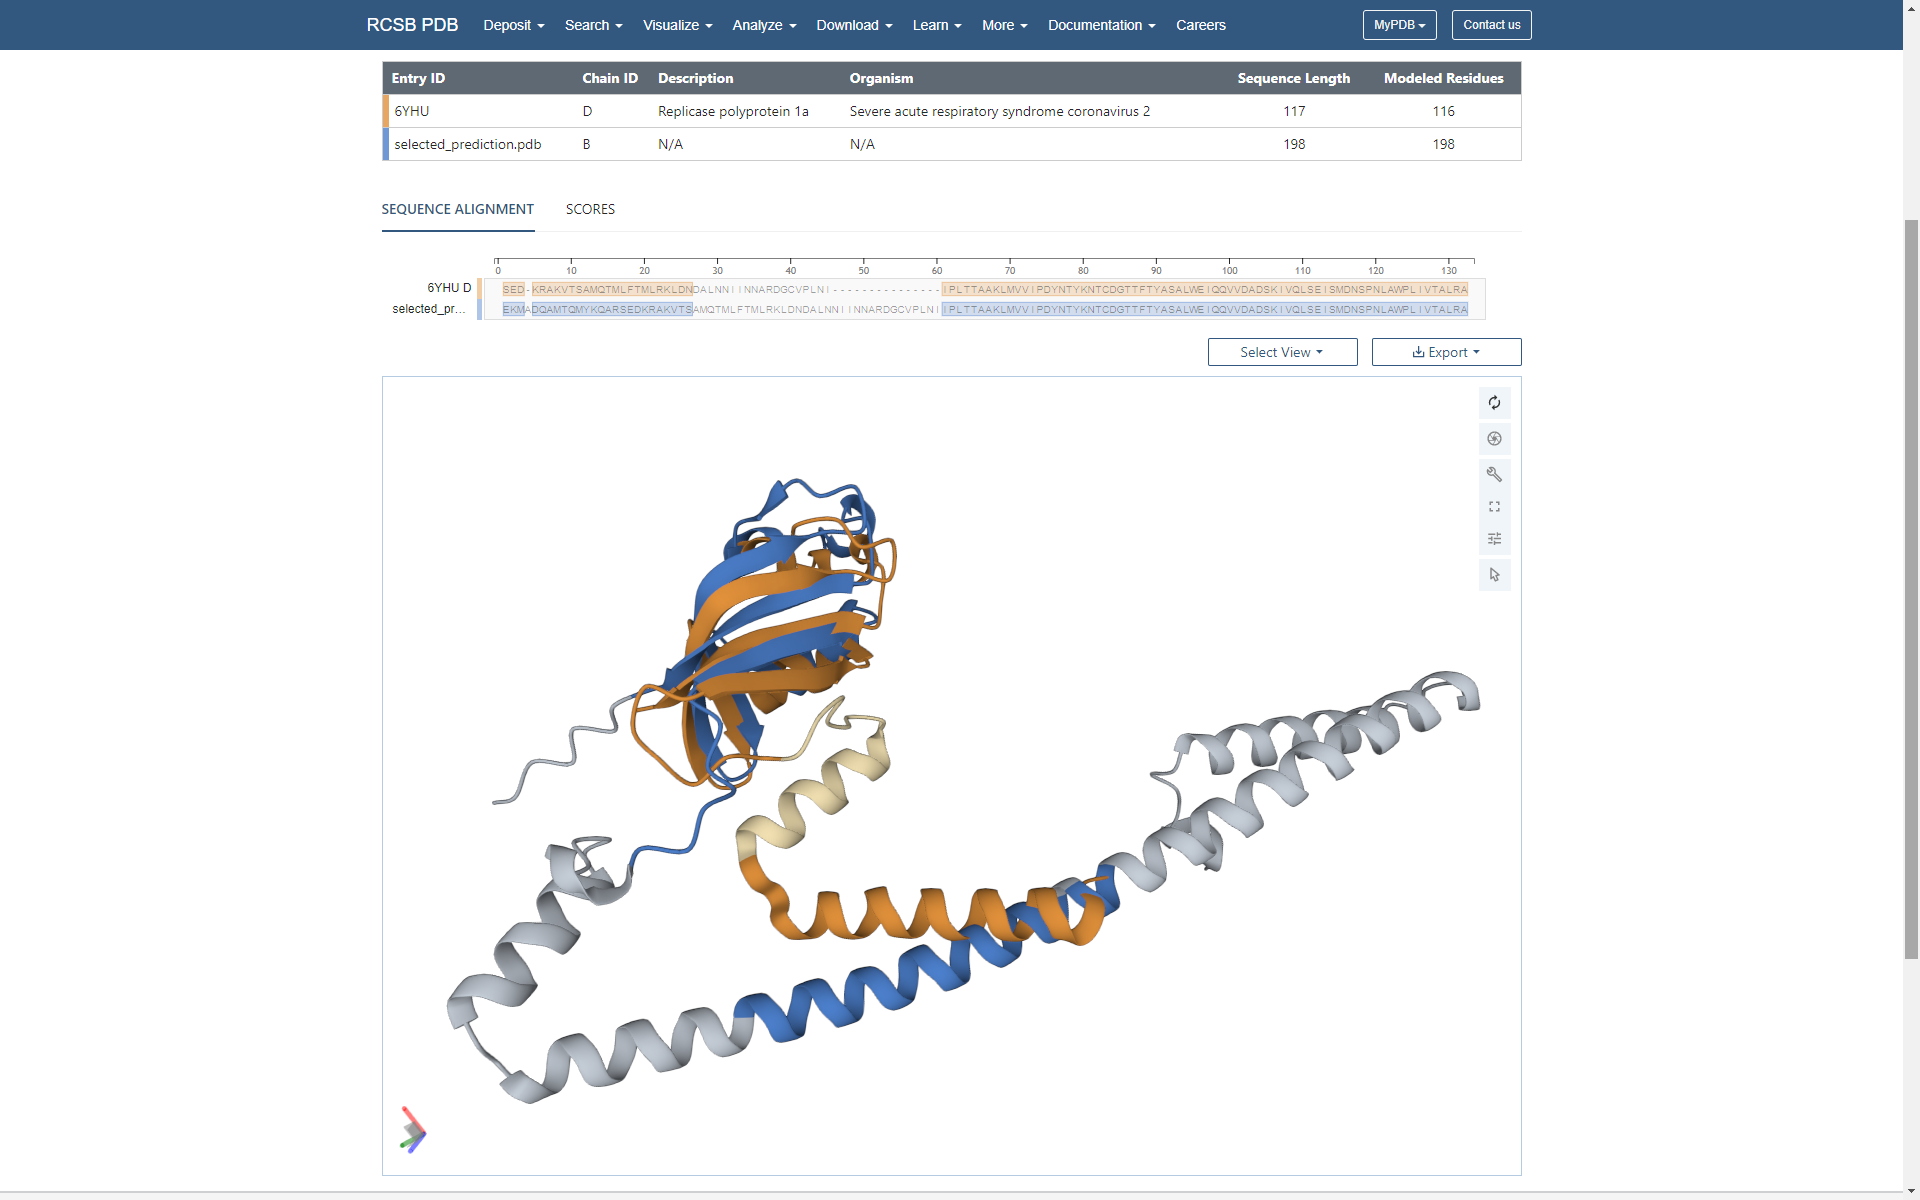 RCSB PDB Deposit Search Visualize Analyze Download Learn More Documentation Careers MyPDB Contact us
Entry ID Chain ID Description Organism Sequence Length Modeled Residues
6YHU D Replicase polyprotein 1a Severe acute respiratory syndrome coronavirus 2 117 116
selected_prediction.pdb B N/A N/A 198 198
SEQUENCE ALIGNMENT SCORES
0 10 20 30 40 50 60 70 80 90 100 110 120 130
6YHU D SED-KRAKVTSAMQTMLFTMLRKLDNDALNNIINNARDGCVPLNI---------------IPLTTAAKLMVVIPDYNTYKNTCDGTTFTYASALWEIQQVVDADSKIVQLSEISMDNSPNLAWPLIVTALRA
selected_pr... EKMADQAMTQMYKQARSEDKRAKVTSAMQTMLFTMLRKLDNDALNNIINNARDGCVPLNIIPLTTAAKLMVVIPDYNTYKNTCDGTTFTYASALWEIQQVVDADSKIVQLSEISMDNSPNLAWPLIVTALRA
Select View Export